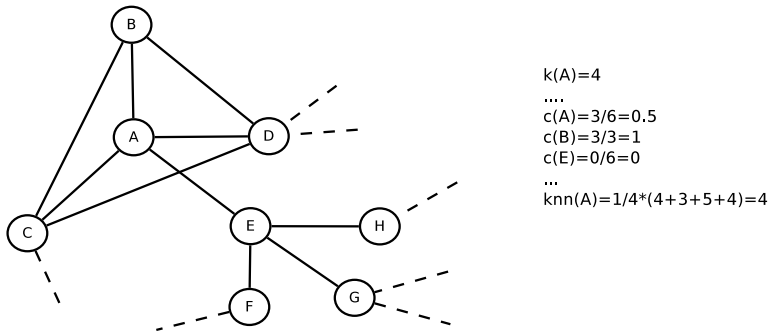 B
k(A)=4
....
c(A)=3/6=0.5
A
D
c(B)=3/3=1
c(E)=0/6=0
...
knn(A)=1/4*(4+3+5+4)=4
C
E
H
F
G